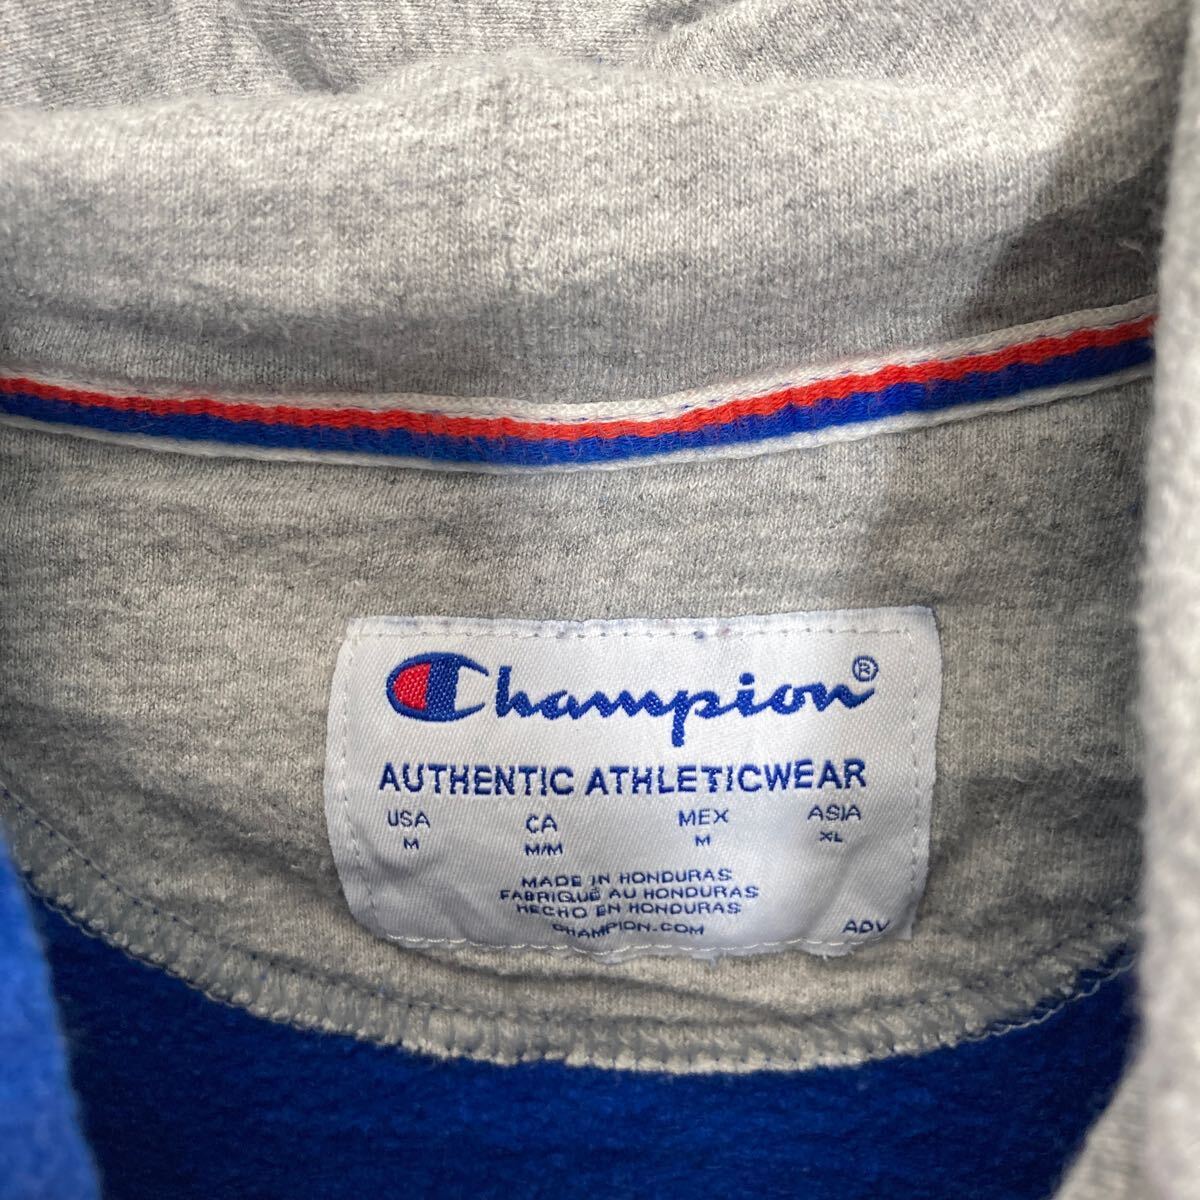 Champion®
AUTHENTIC ATHLETICWEAR
USA CA MEX ASIA
M M/M M XL
MADE IN HONDURAS
FABRIQUÉ AU HONDURAS
HECHO EN HONDURAS
CHAMPION.COM ADV